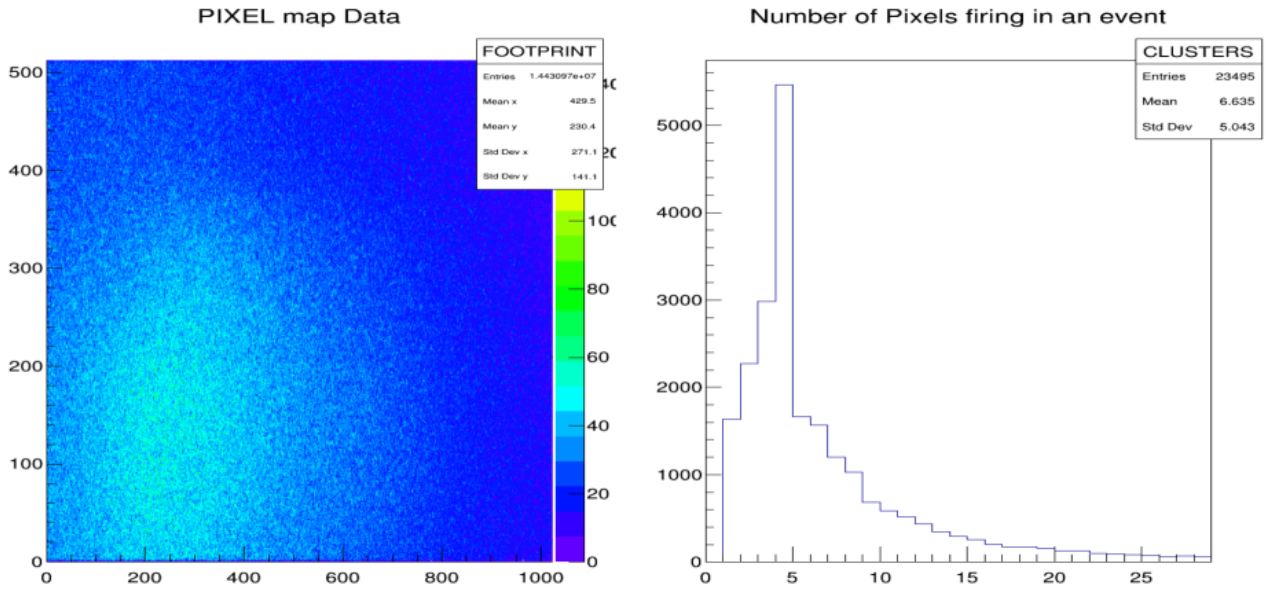 PIXEL map Data
FOOTPRINT
Entries 1.443097e+07
Mean x 429.5
Mean y 230.4
Std Dev x 271.1
Std Dev y 141.1
500
400
300
200
100
0
0 200 400 600 800 1000
80
60
40
20
0
Number of Pixels firing in an event
CLUSTERS
Entries 23495
Mean 6.635
Std Dev 5.043
5000
4000
3000
2000
1000
0
0 5 10 15 20 25